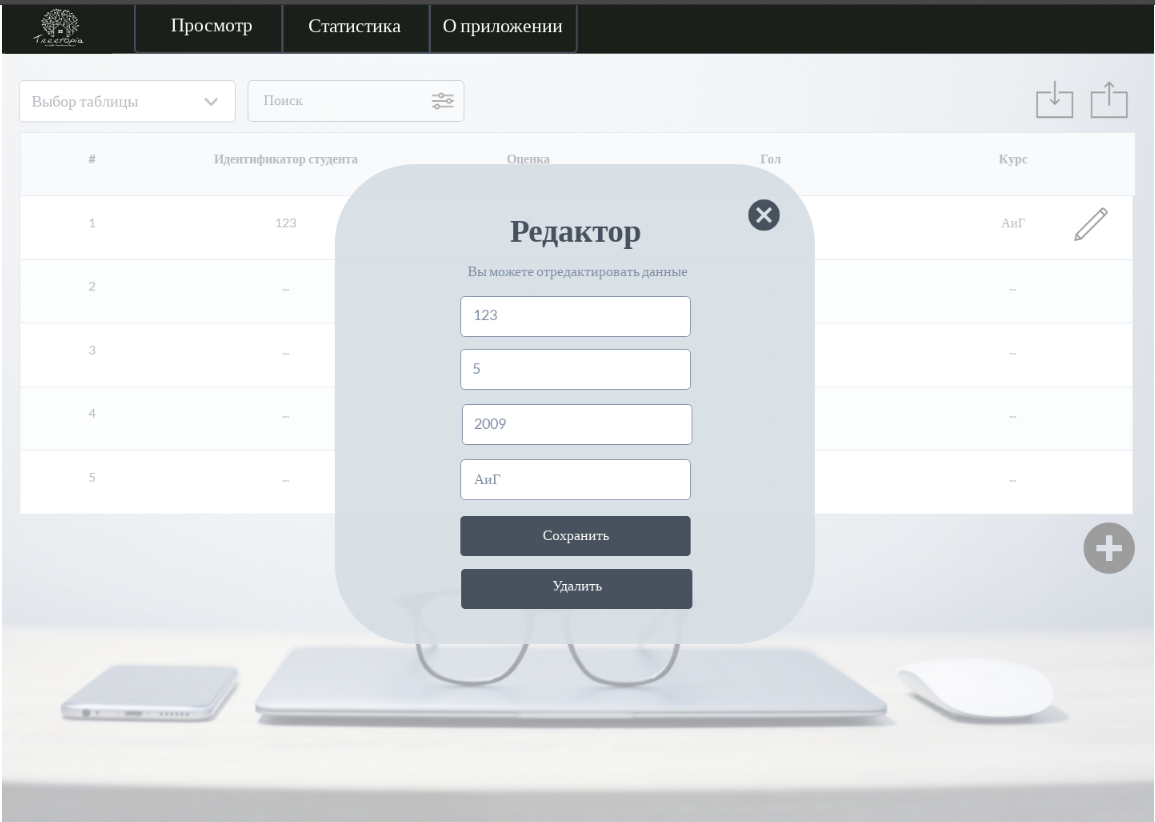 Treetopia
Просмотр
Статистика
О приложении
Выбор таблицы
Поиск
# Идентификатор студента Оценка Гол Курс
1 123 АиГ
2 ... ...
3 ... ...
4 ... ...
5 ... ...
Редактор
Вы можете отредактировать данные
123
5
2009
АиГ
Сохранить
Удалить